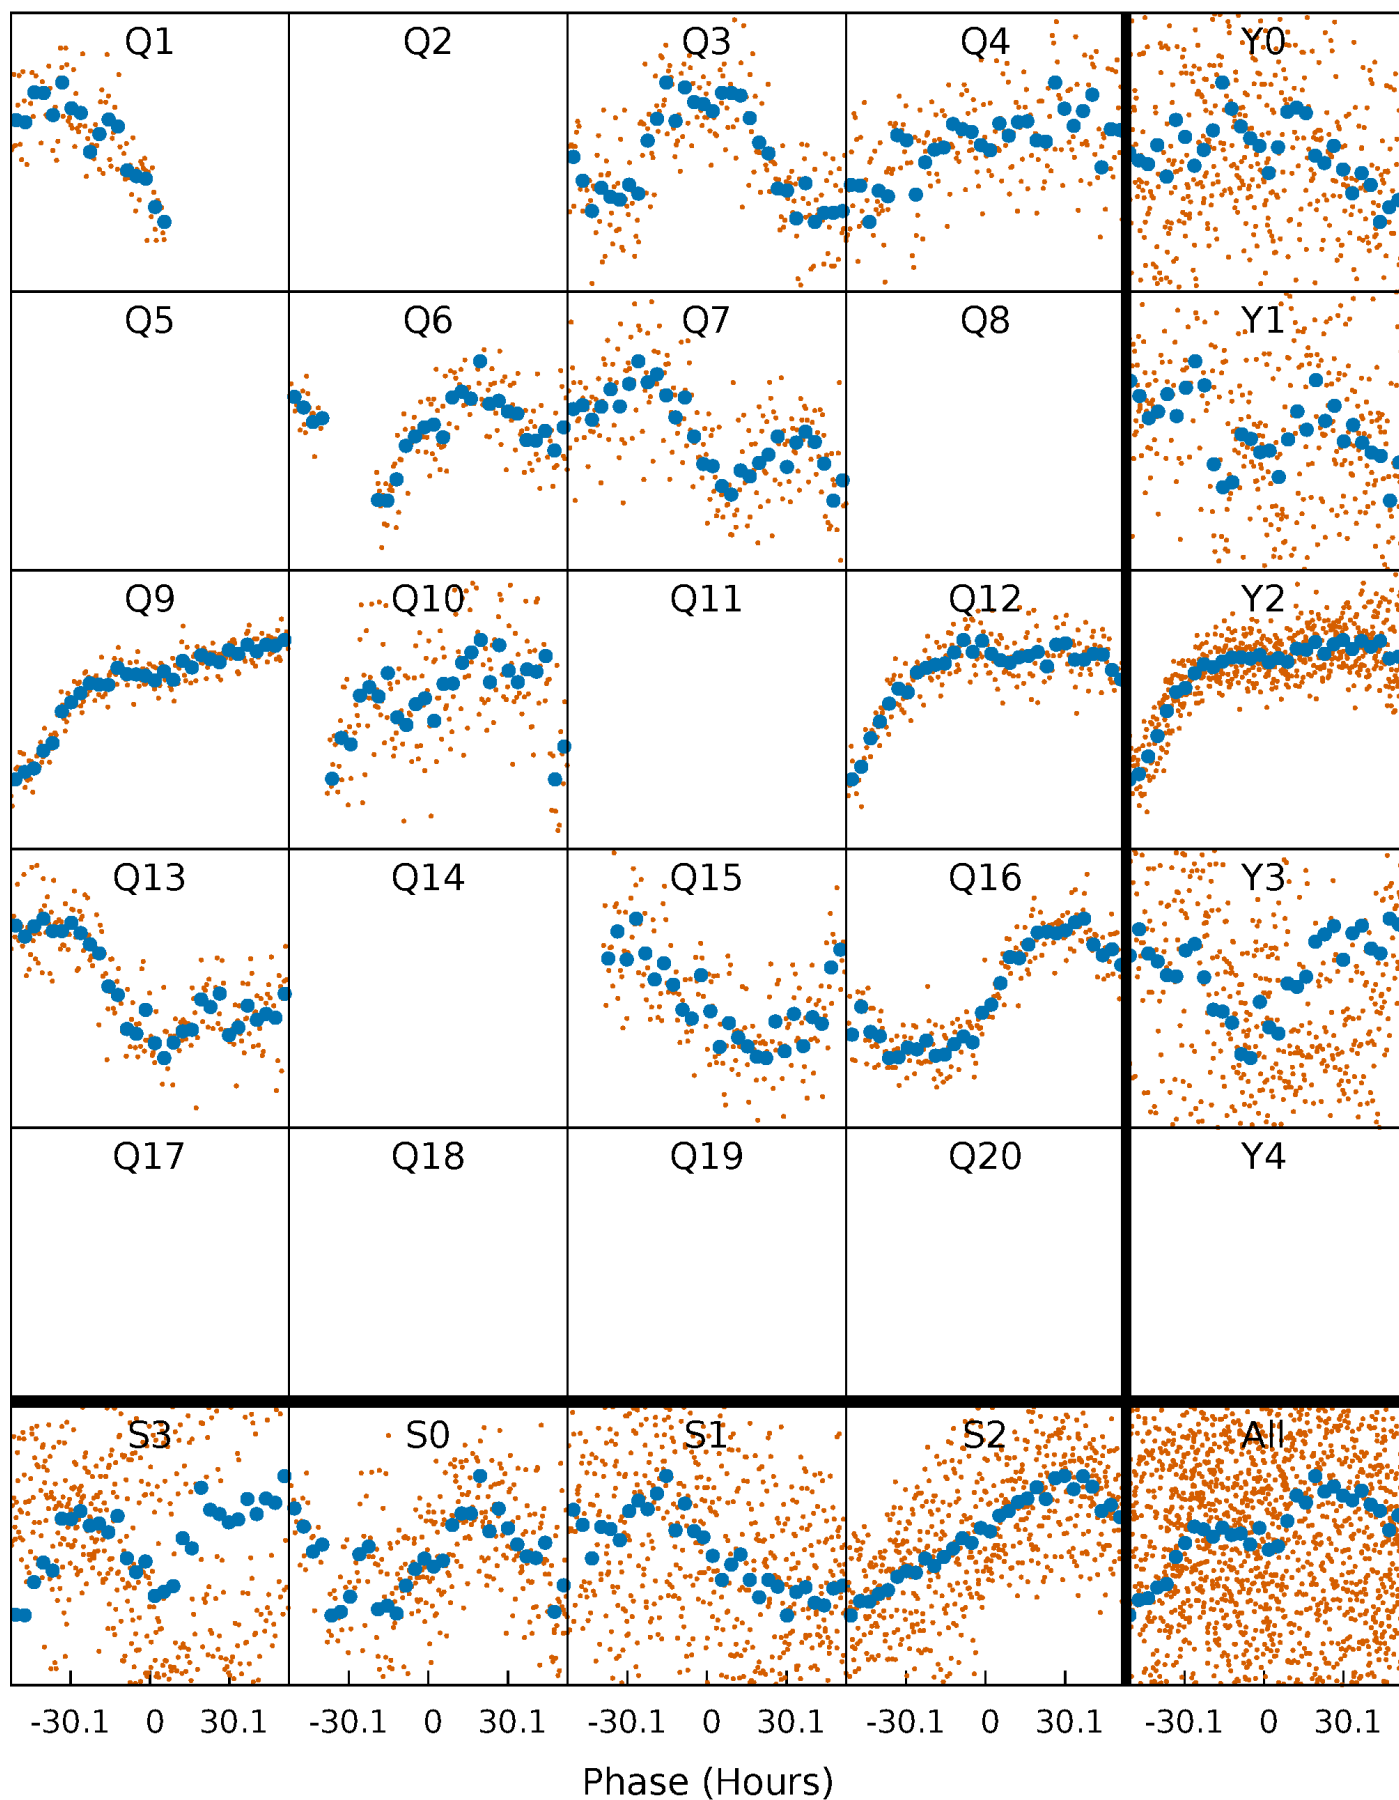 Q1 Q2 Q3 Q4 Y0
Q5 Q6 Q7 Q8 Y1
Q9 Q10 Q11 Q12 Y2
Q13 Q14 Q15 Q16 Y3
Q17 Q18 Q19 Q20 Y4
S3 S0 S1 S2 All
-30.1 0 30.1 -30.1 0 30.1 -30.1 0 30.1 -30.1 0 30.1 -30.1 0 30.1
Phase (Hours)